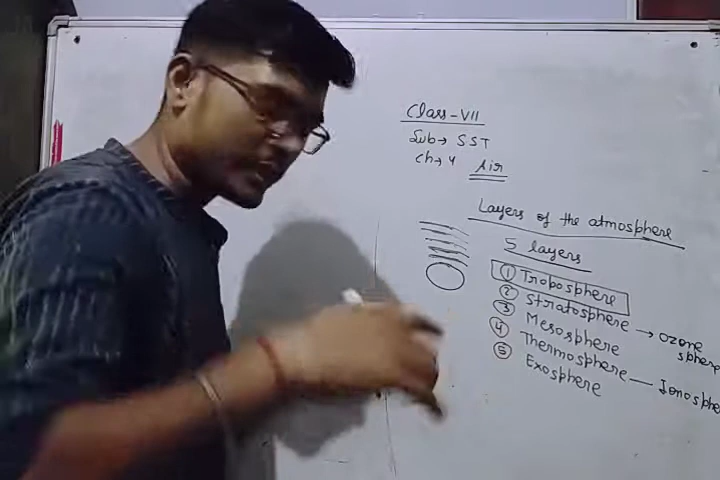 Class-VII
Sub→ SST
Ch→ 4 Air
Layers of the atmosphere
5 layers
① Troposphere
② Stratosphere → ozone sphere
③ Mesosphere
④ Thermosphere — Ionosph
⑤ Exosphere